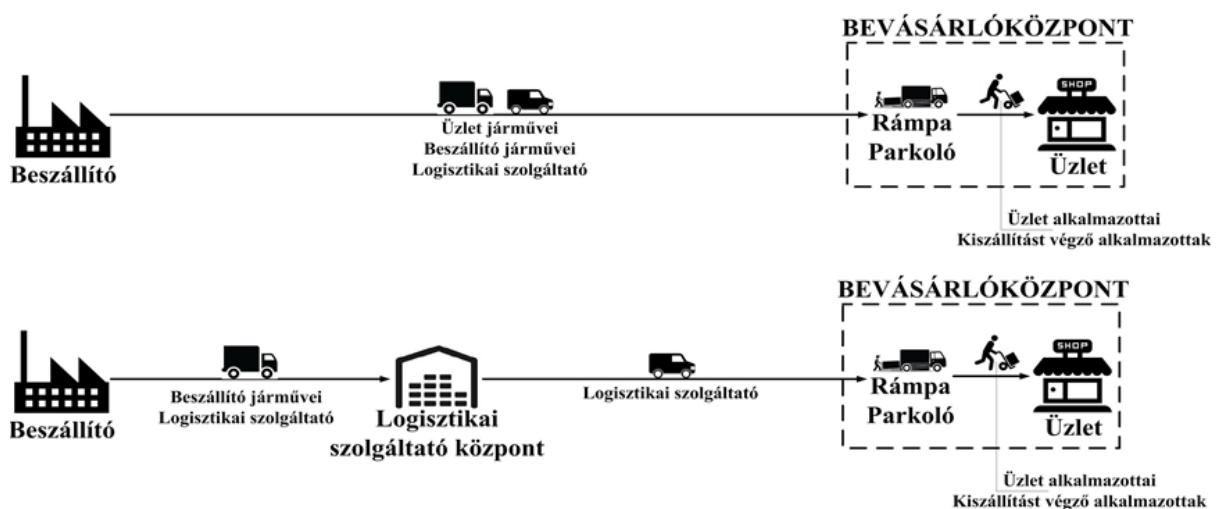 BEVÁSÁRLÓKÖZPONT
SHOP
Üzlet járművei
Beszállító járművei
Logisztikai szolgáltató
Beszállító
Rámpa
Parkoló
Üzlet
Üzlet alkalmazottai
Kiszállítást végző alkalmazottak
BEVÁSÁRLÓKÖZPONT
SHOP
Beszállító járművei
Logisztikai szolgáltató
Logisztikai szolgáltató
Beszállító
Logisztikai
szolgáltató központ
Rámpa
Parkoló
Üzlet
Üzlet alkalmazottai
Kiszállítást végző alkalmazottak